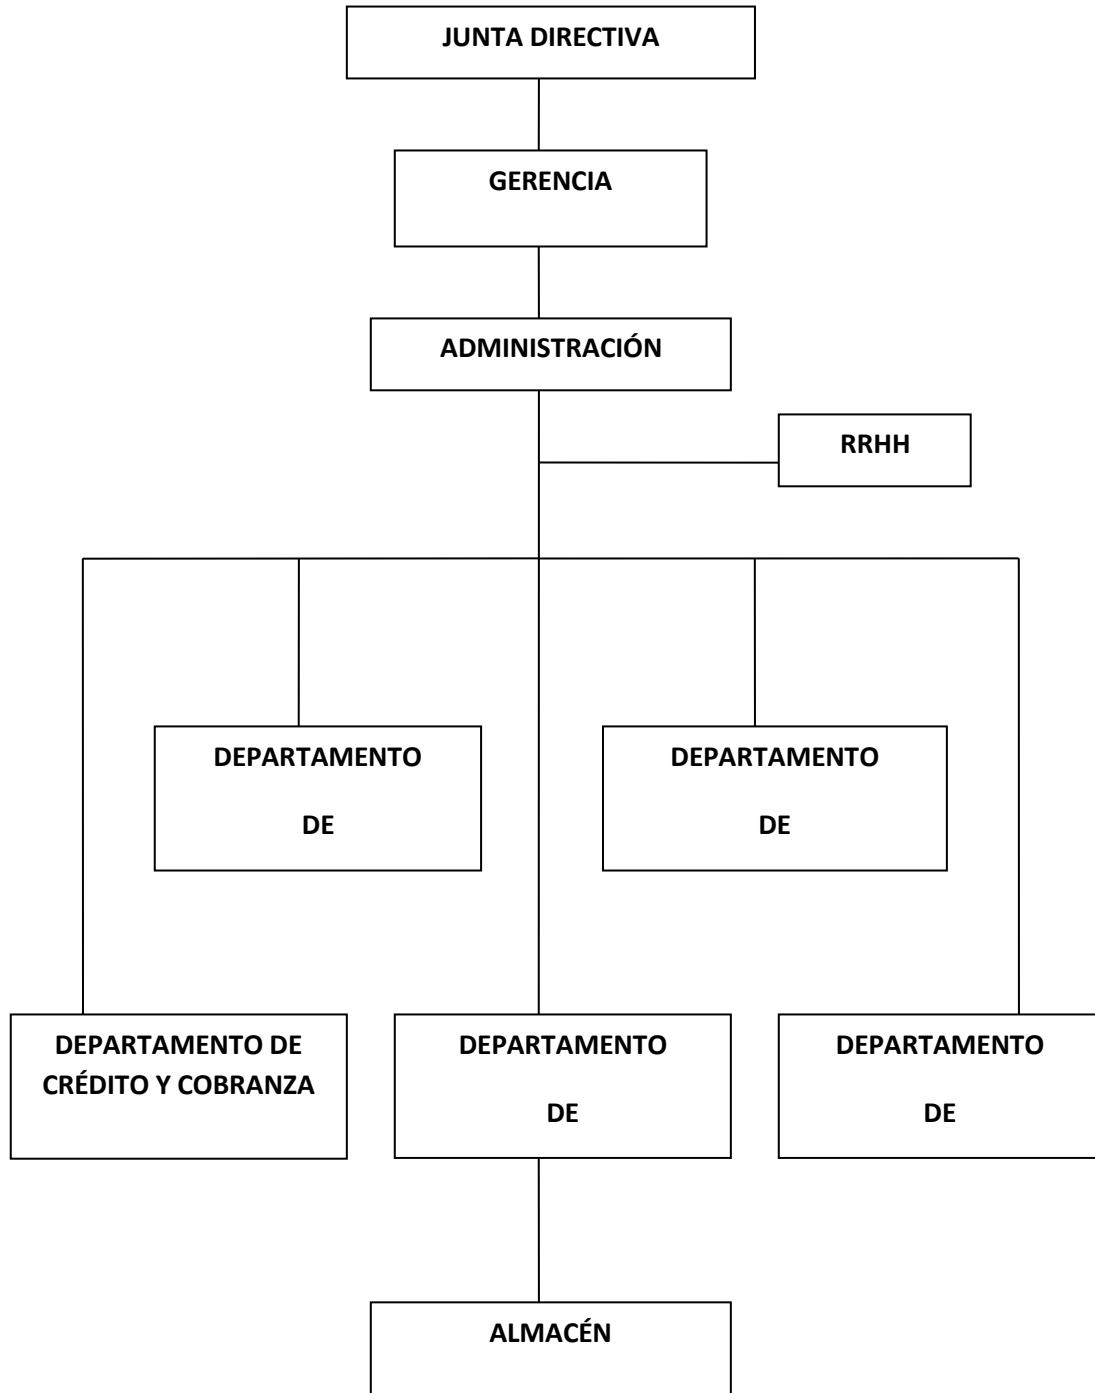 JUNTA DIRECTIVA
GERENCIA
ADMINISTRACIÓN
RRHH
DEPARTAMENTO
DE
DEPARTAMENTO
DE
DEPARTAMENTO DE
CRÉDITO Y COBRANZA
DEPARTAMENTO
DE
DEPARTAMENTO
DE
ALMACÉN